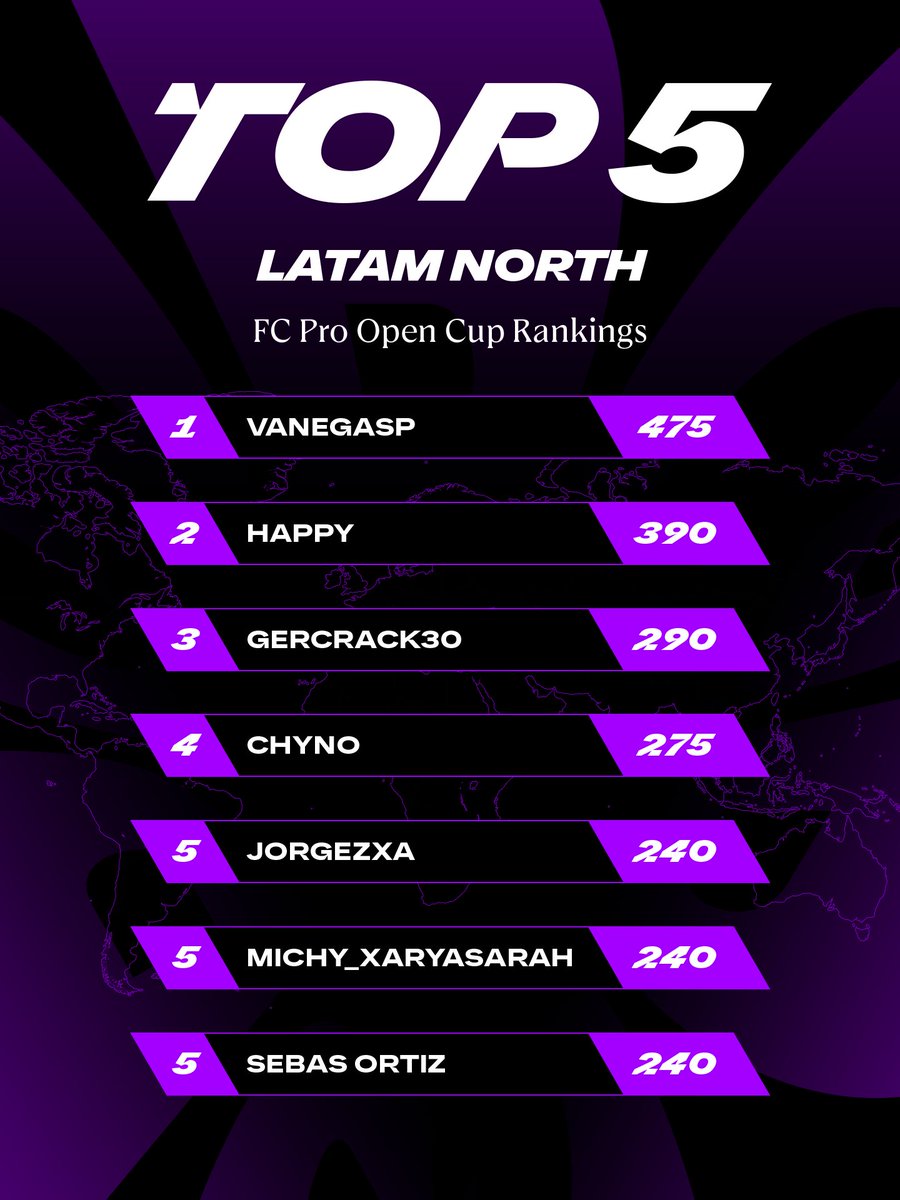 TOP 5
LATAM NORTH
FC Pro Open Cup Rankings
1 VANEGASP 475
2 HAPPY 390
3 GERCRACK30 290
4 CHYNO 275
5 JORGEZXA 240
5 MICHY_XARYASARAH 240
5 SEBAS ORTIZ 240